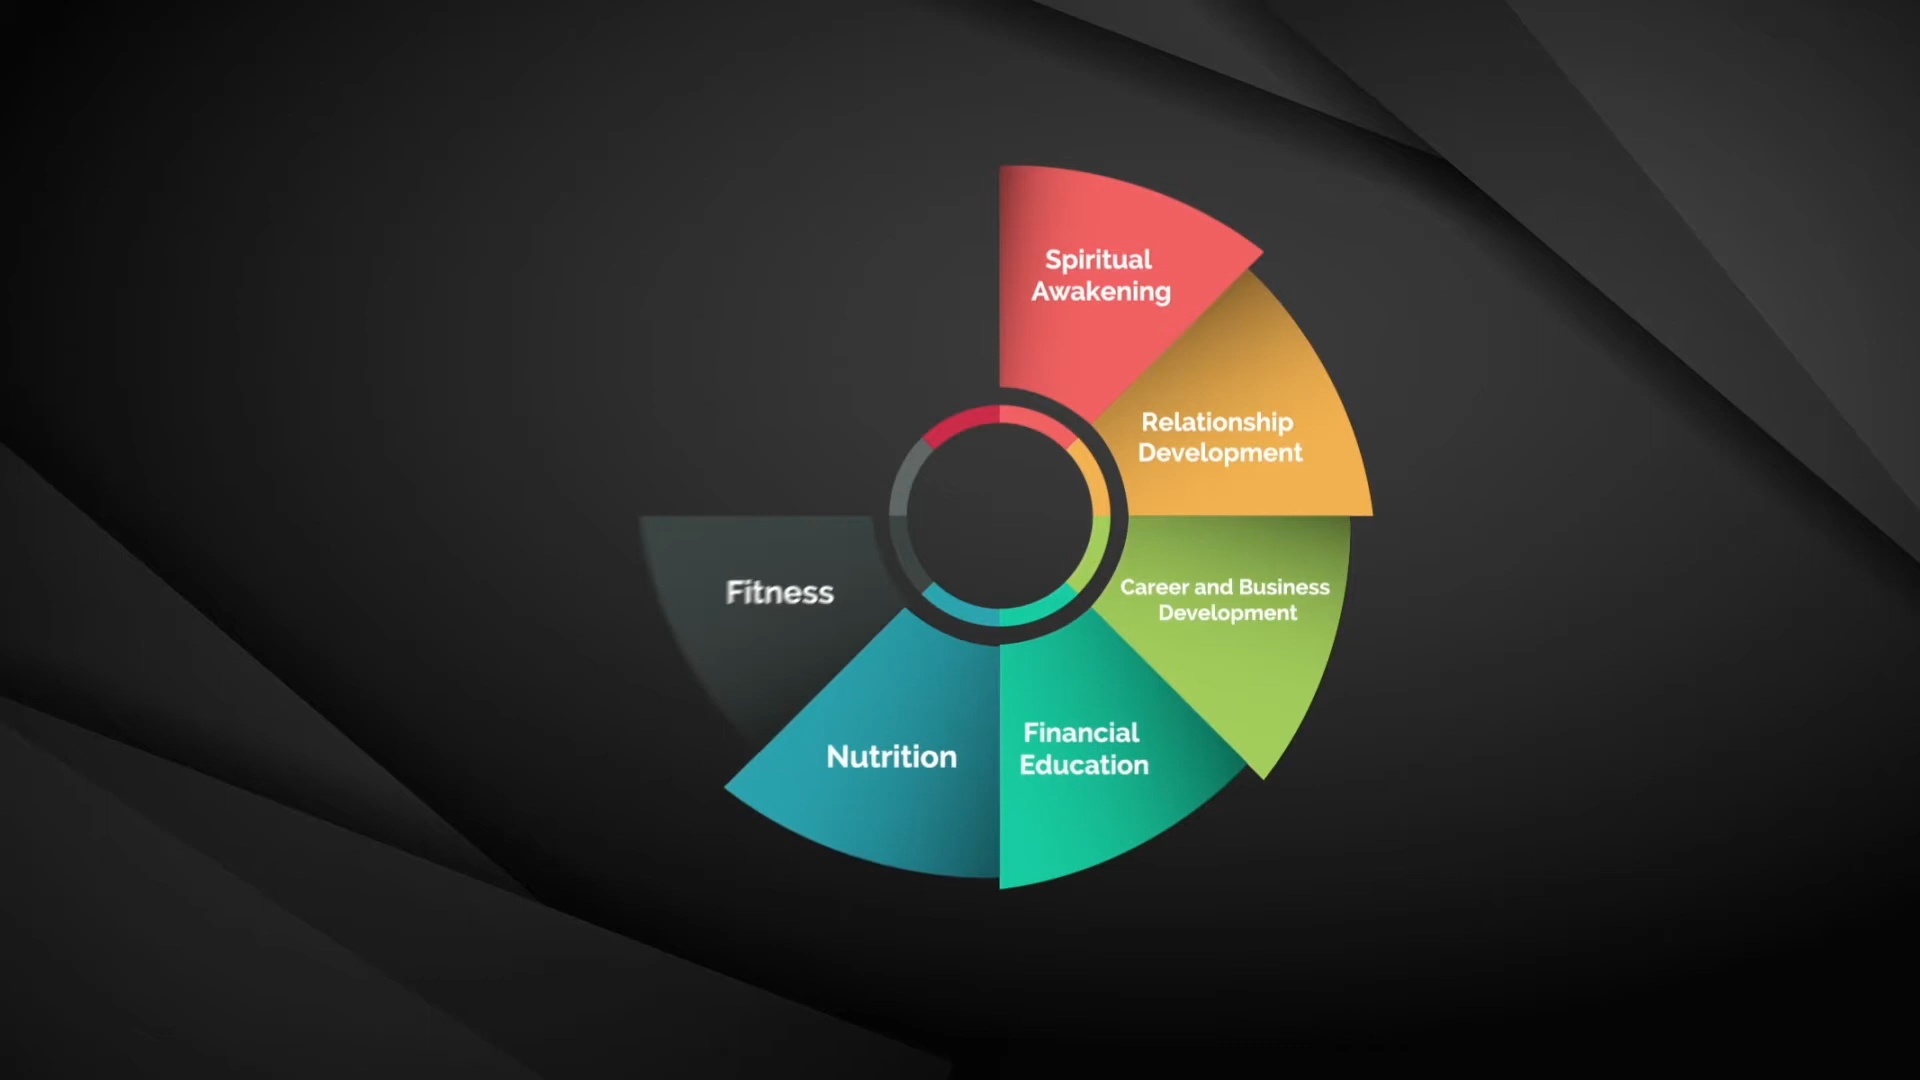 Spiritual
Awakening
Relationship
Development
Career and Business
Development
Financial
Education
Nutrition
Fitness